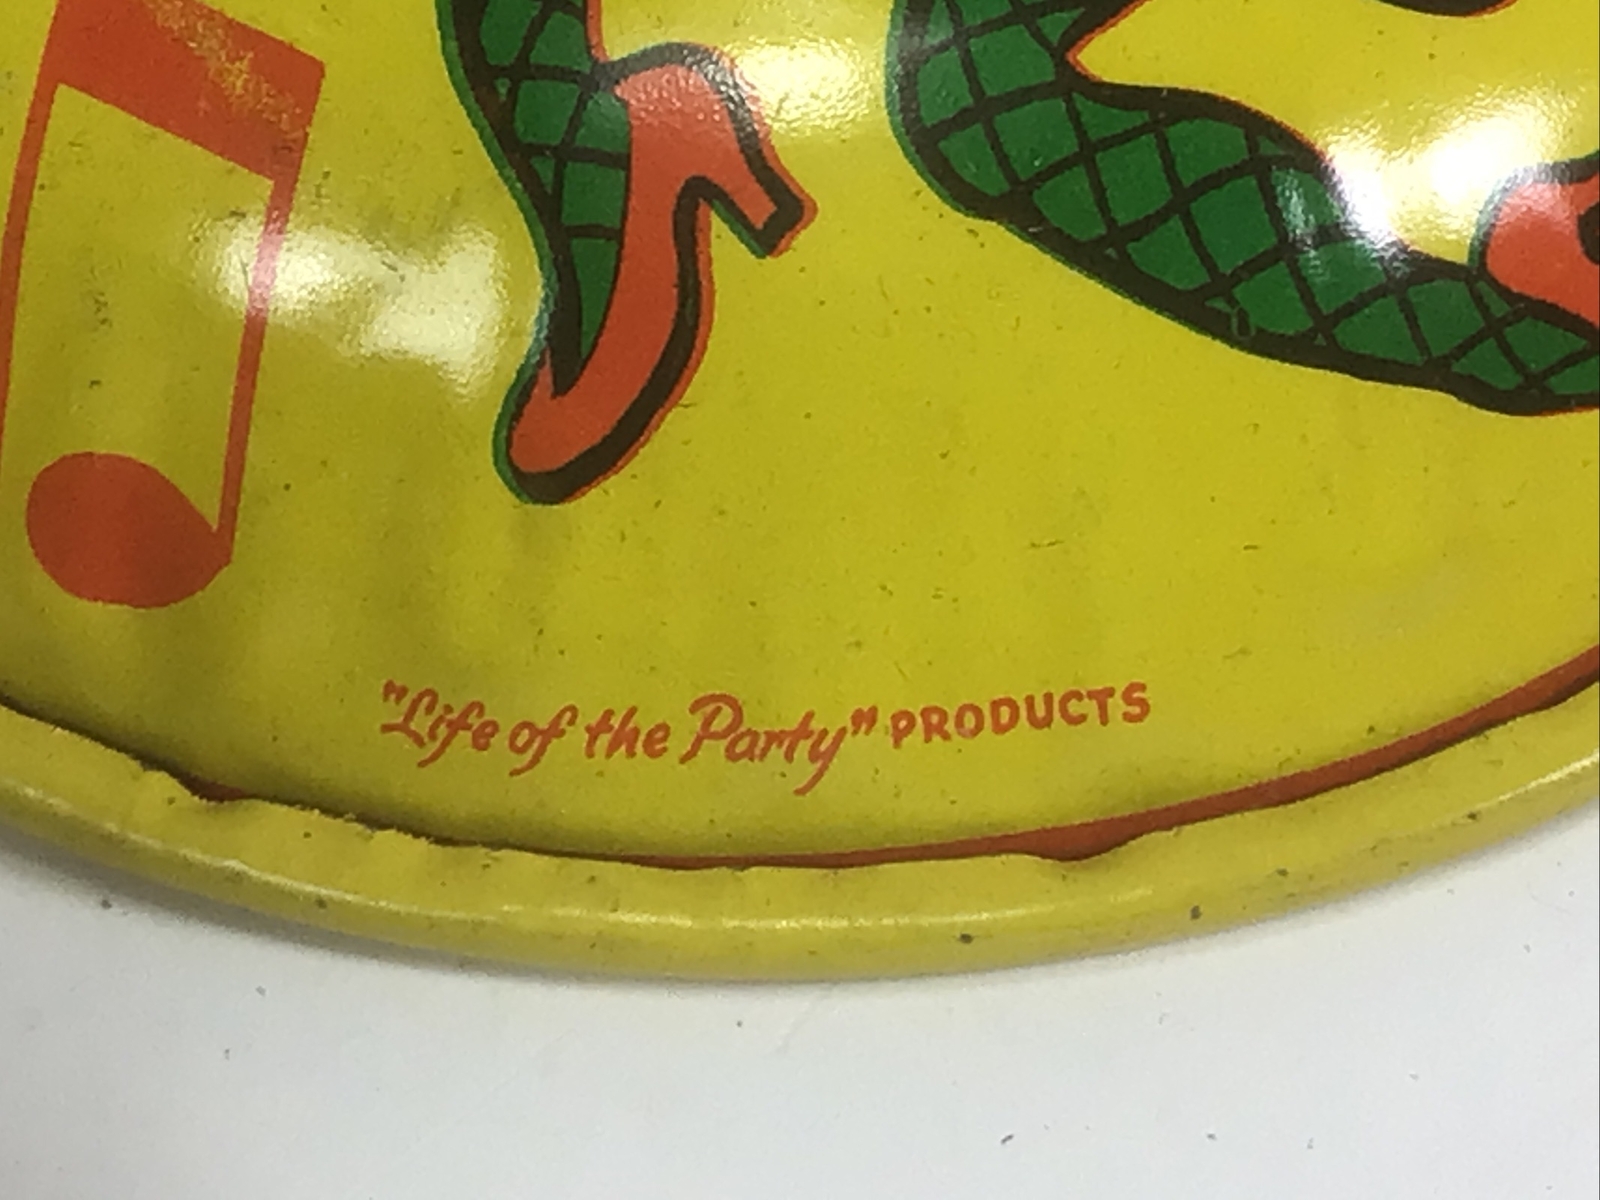 "Life of the Party" PRODUCTS